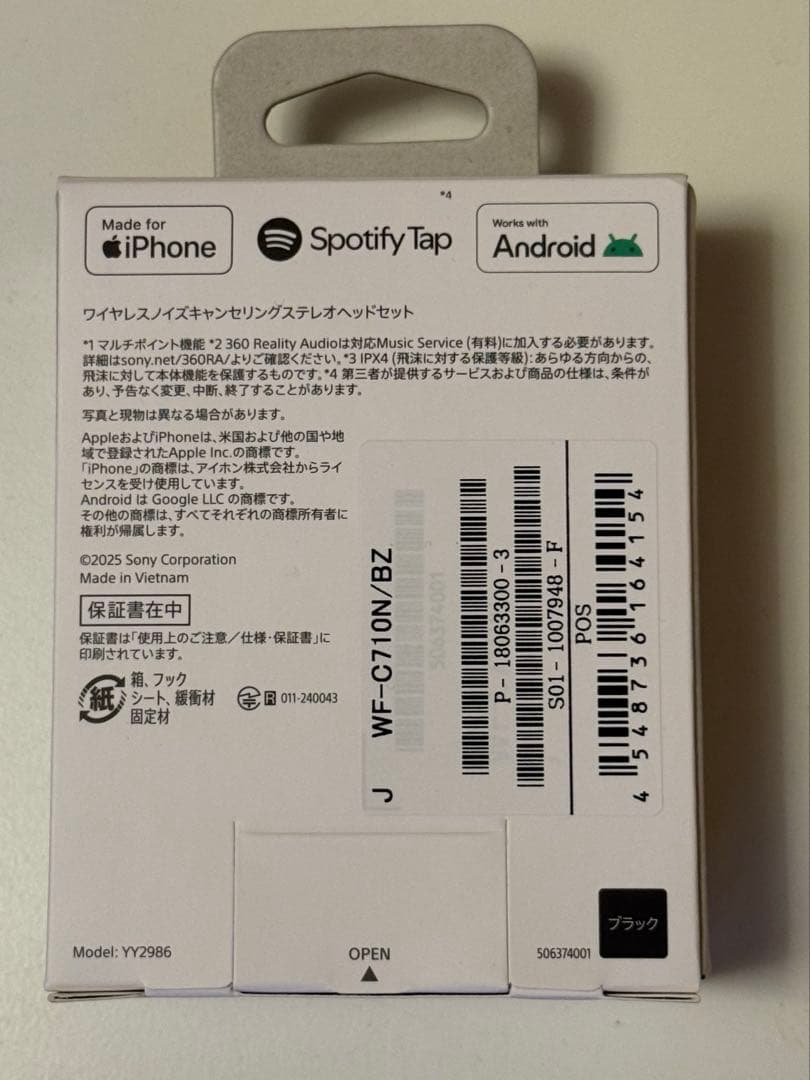 *4
Made for
iPhone
Spotify Tap
Works with
Android
ワイヤレスノイズキャンセリングステレオヘッドセット
*1 マルチポイント機能 *2 360 Reality Audioは対応Music Service (有料)に加入する必要があります。
詳細はsony.net/360RA/よりご確認ください。*3 IPX4 (飛沫に対する保護等級):あらゆる方向からの、
飛沫に対して本体機能を保護するものです。*4 第三者が提供するサービスおよび商品の仕様は、条件が
あり、予告なく変更、中断、終了することがあります。
写真と現物は異なる場合があります。
AppleおよびiPhoneは、米国および他の国や地
域で登録されたApple Inc.の商標です。
「iPhone」の商標は、アイホン株式会社からライ
センスを受け使用しています。
Android は Google LLC の商標です。
その他の商標は、すべてそれぞれの商標所有者に
権利が帰属します。
©2025 Sony Corporation
Made in Vietnam
保証書在中
保証書は「使用上のご注意/仕様・保証書」に
印刷されています。
紙
箱、フック
シート、緩衝材
固定材
R 011-240043
J WF-C710N/BZ
506374001
P - 18063300 - 3
S01 - 1007948 - F
POS
4 548736 164154
Model: YY2986
OPEN
506374001
ブラック